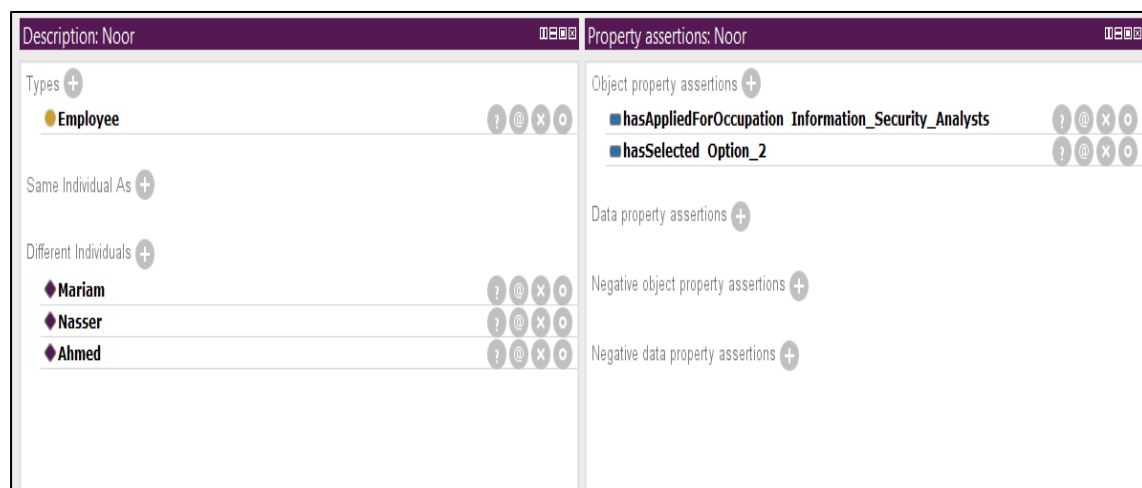 Description: Noor
Types
Employee
Same Individual As
Different Individuals
Mariam
Nasser
Ahmed
Property assertions: Noor
Object property assertions
hasAppliedForOccupation Information_Security_Analysts
hasSelected Option_2
Data property assertions
Negative object property assertions
Negative data property assertions